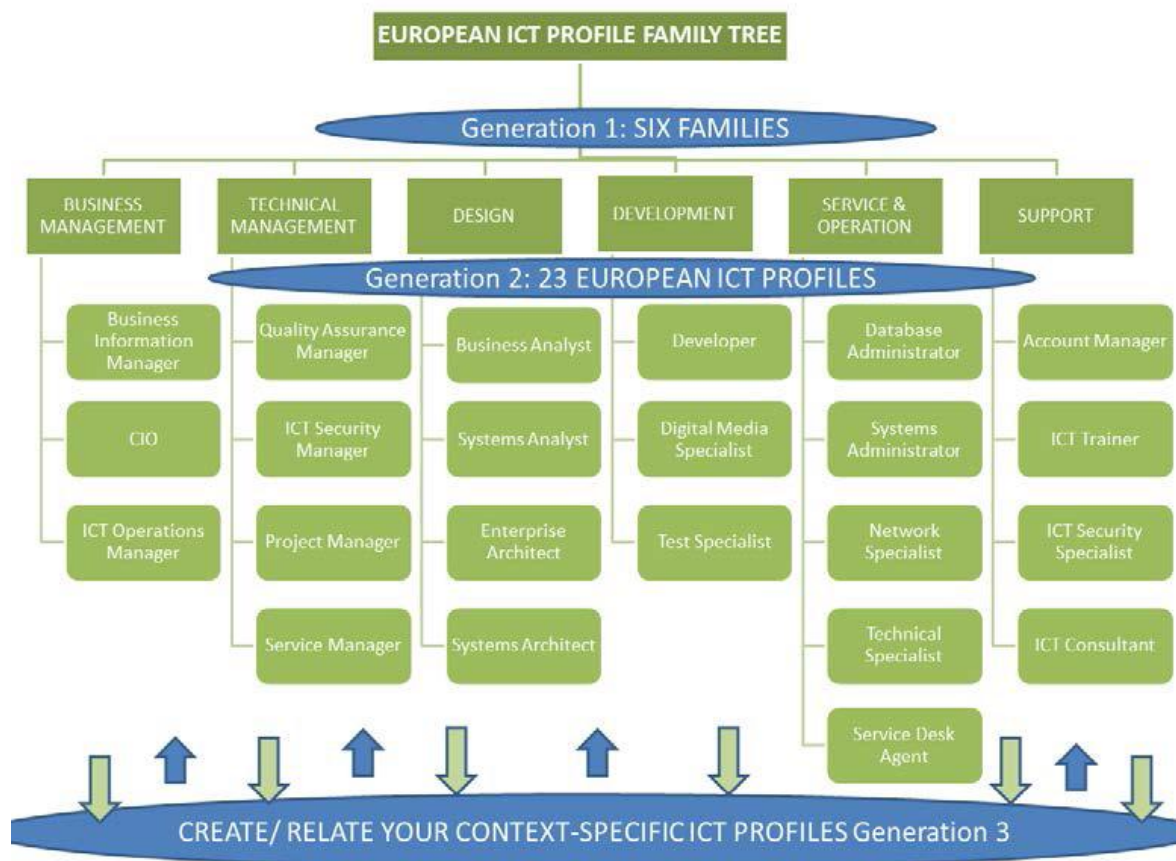 EUROPEAN ICT PROFILE FAMILY TREE
Generation 1: SIX FAMILIES
BUSINESS
MANAGEMENT
TECHNICAL
MANAGEMENT
DESIGN
DEVELOPMENT
SERVICE &
OPERATION
SUPPORT
Generation 2: 23 EUROPEAN ICT PROFILES
Business
Information
Manager
CIO
ICT Operations
Manager
Quality Assurance
Manager
ICT Security
Manager
Project Manager
Service Manager
Business Analyst
Systems Analyst
Enterprise
Architect
Systems Architect
Developer
Digital Media
Specialist
Test Specialist
Database
Administrator
Systems
Administrator
Network
Specialist
Technical
Specialist
Service Desk
Agent
Account Manager
ICT Trainer
ICT Security
Specialist
ICT Consultant
CREATE/ RELATE YOUR CONTEXT-SPECIFIC ICT PROFILES Generation 3